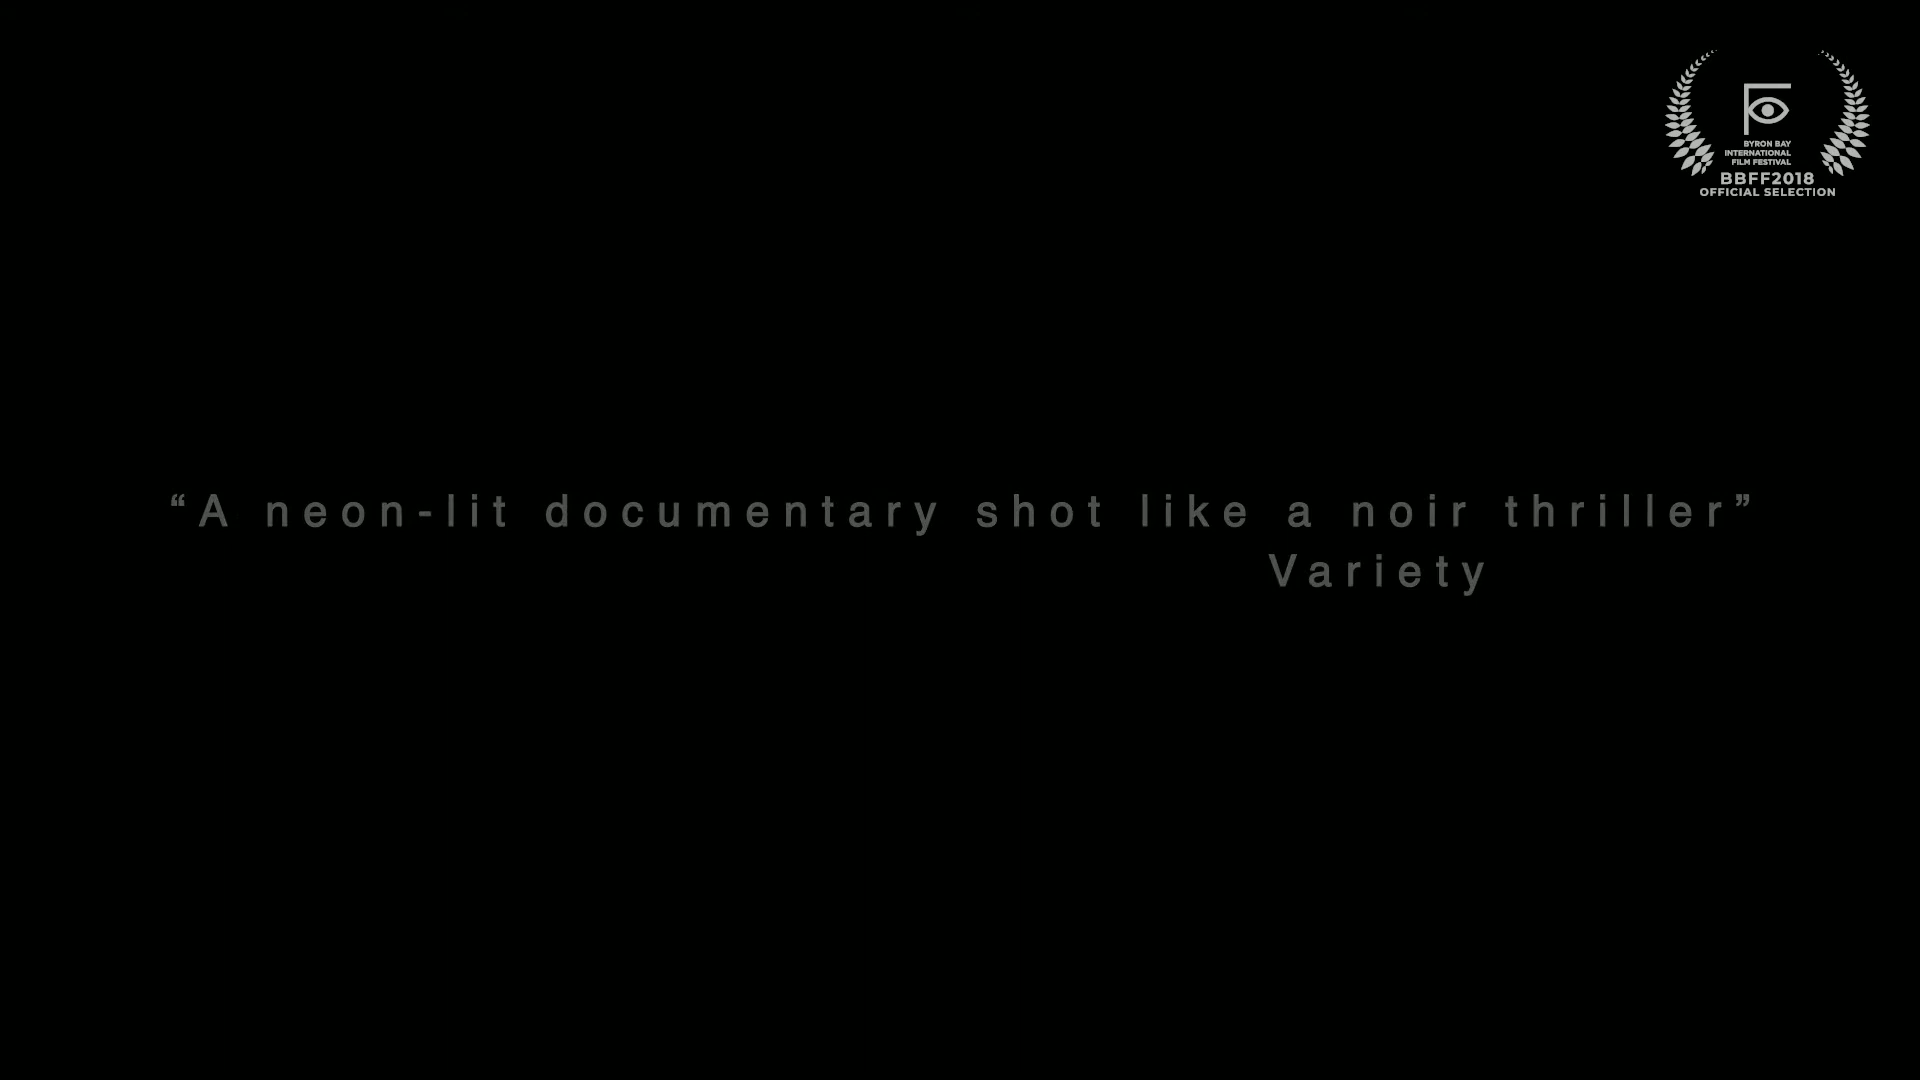 BYRON BAY
INTERNATIONAL
FILM FESTIVAL
BBFF2018
OFFICIAL SELECTION
“A neon-lit documentary shot like a noir thriller”
Variety